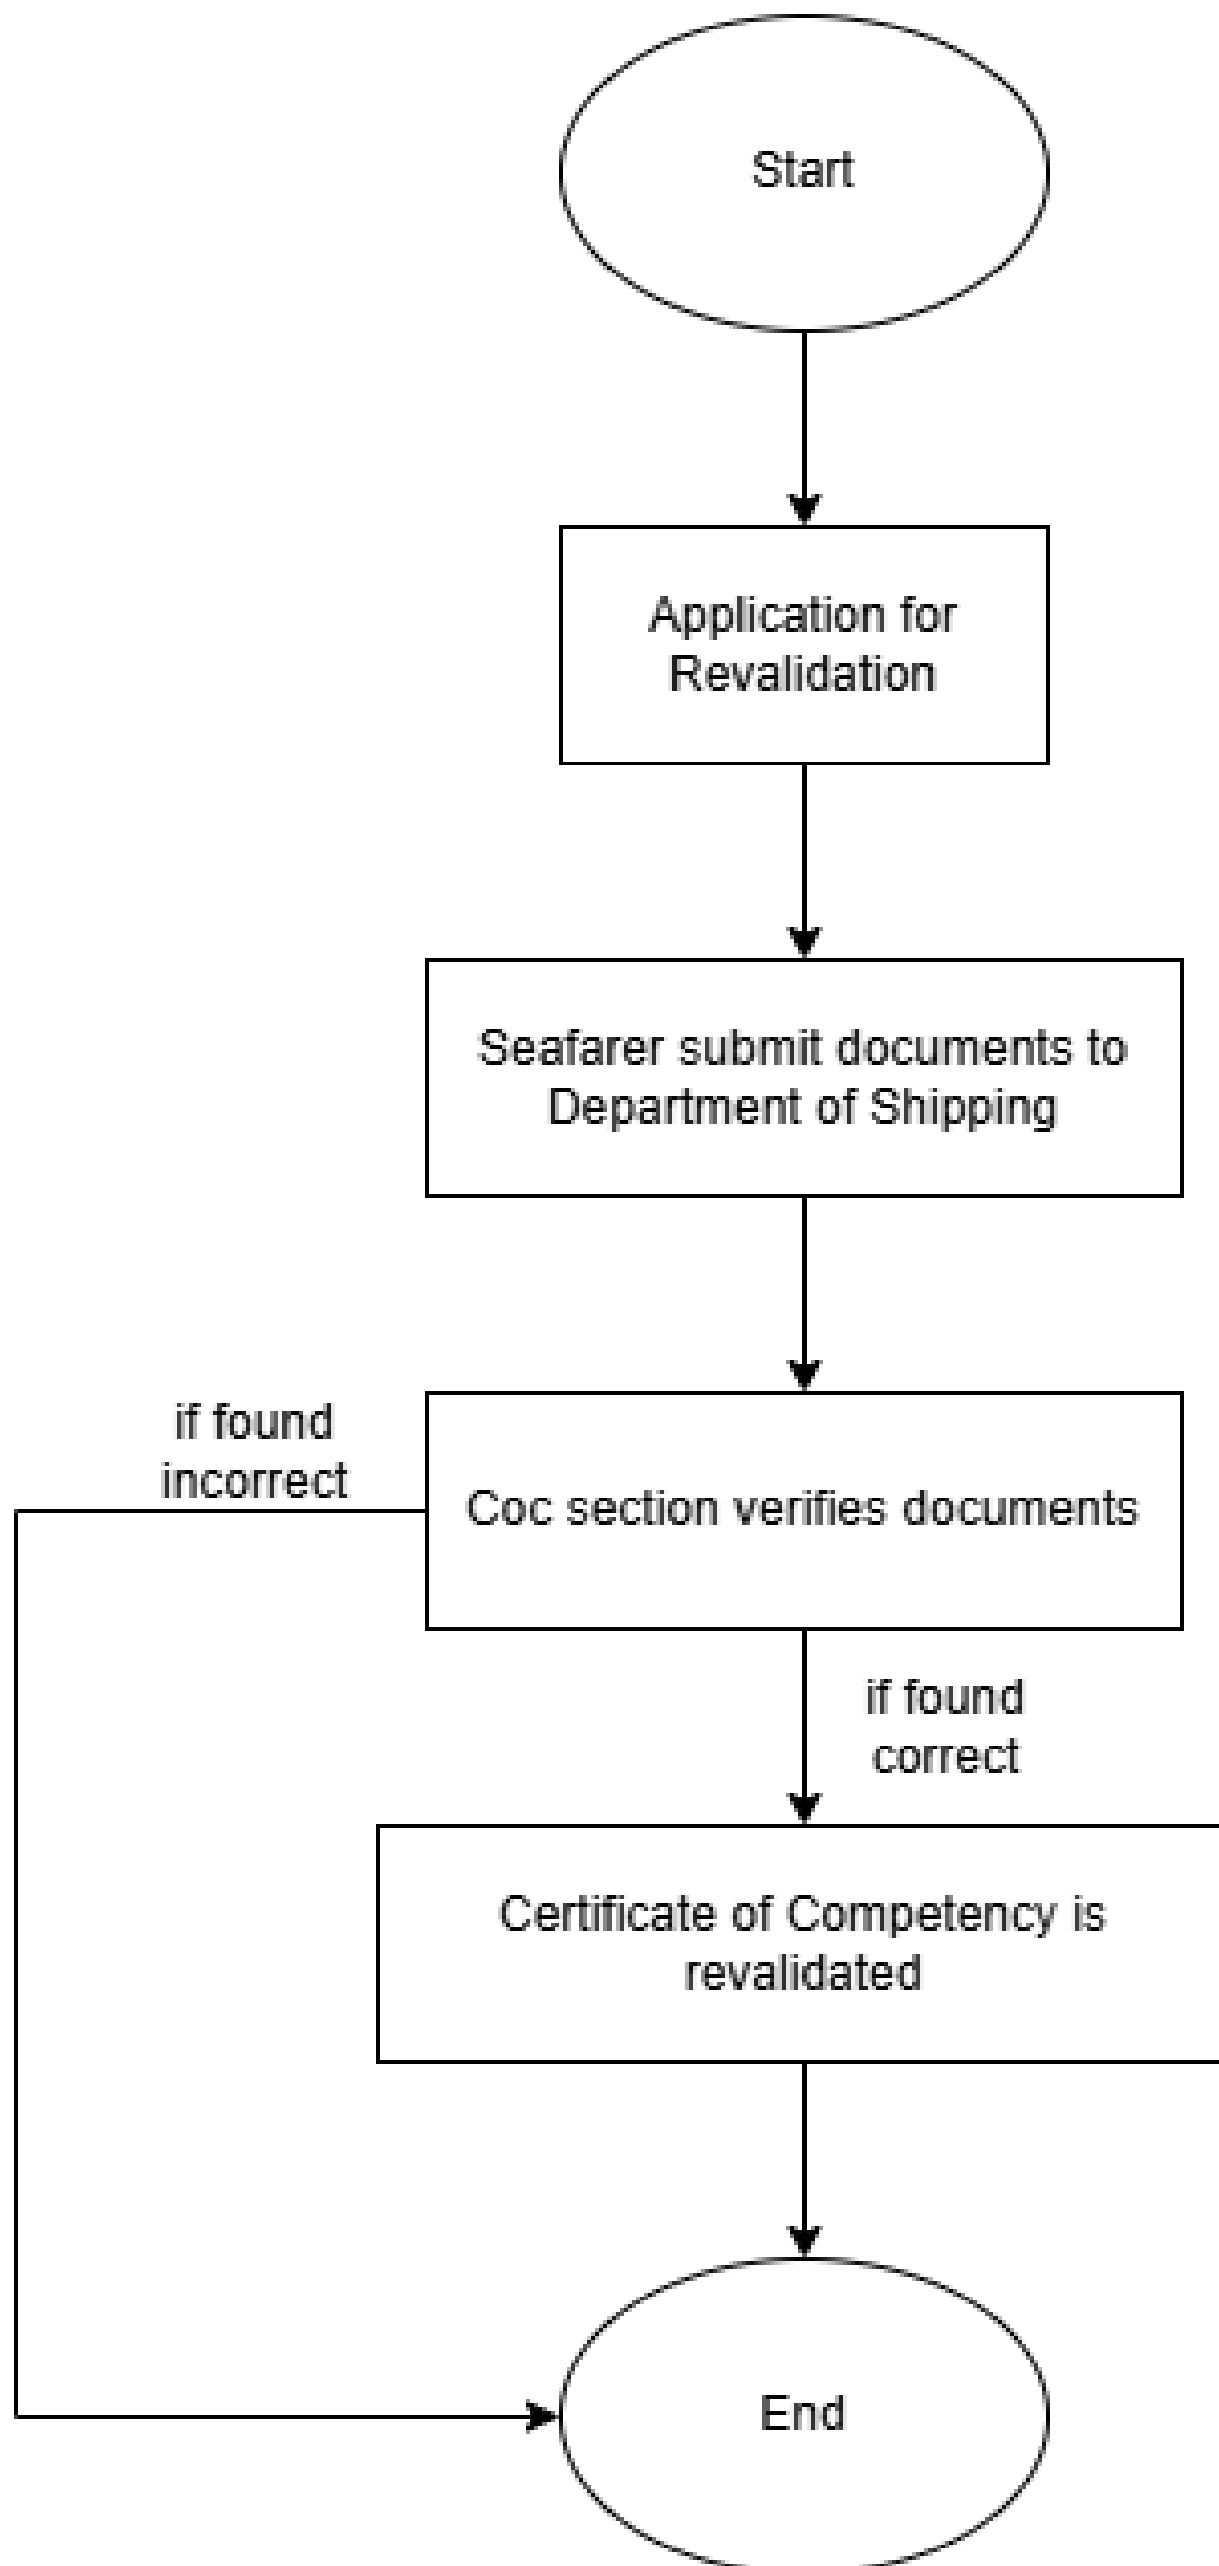 Start
Application for
Revalidation
Seafarer submit documents to
Department of Shipping
if found
incorrect
Coc section verifies documents
if found
correct
Certificate of Competency is
revalidated
End